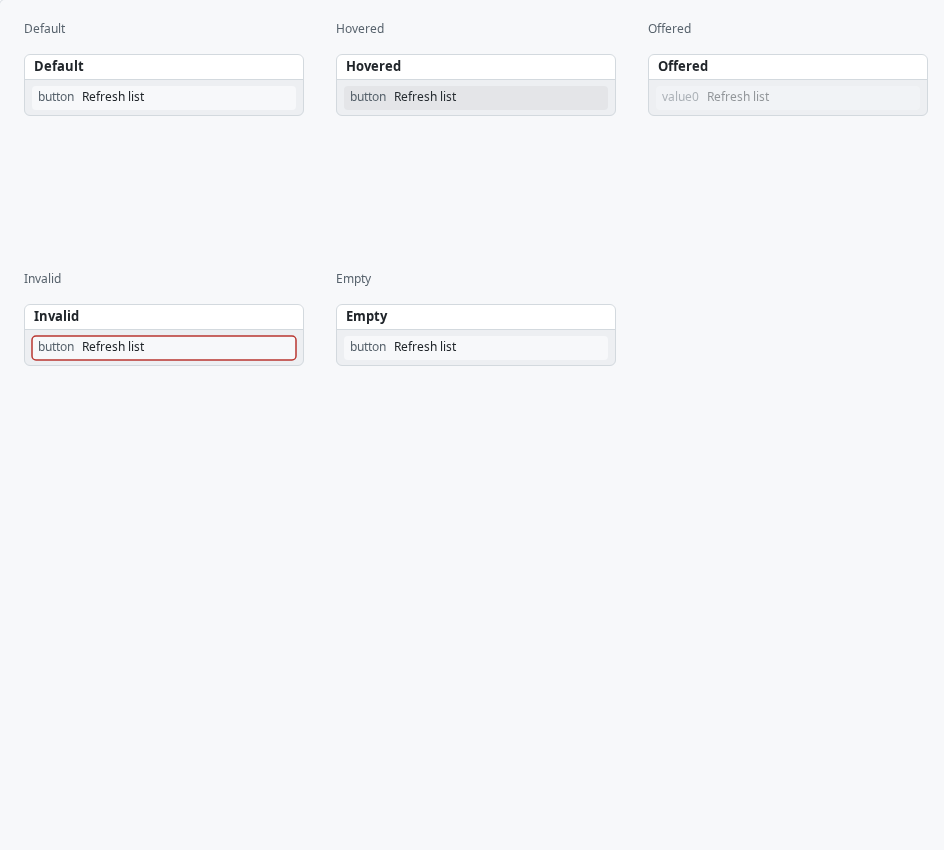 Default
Hovered
Offered
Default
Hovered
Offered
button Refresh list
button Refresh list
value0 Refresh list
Invalid
Empty
Invalid
Empty
button Refresh list
button Refresh list